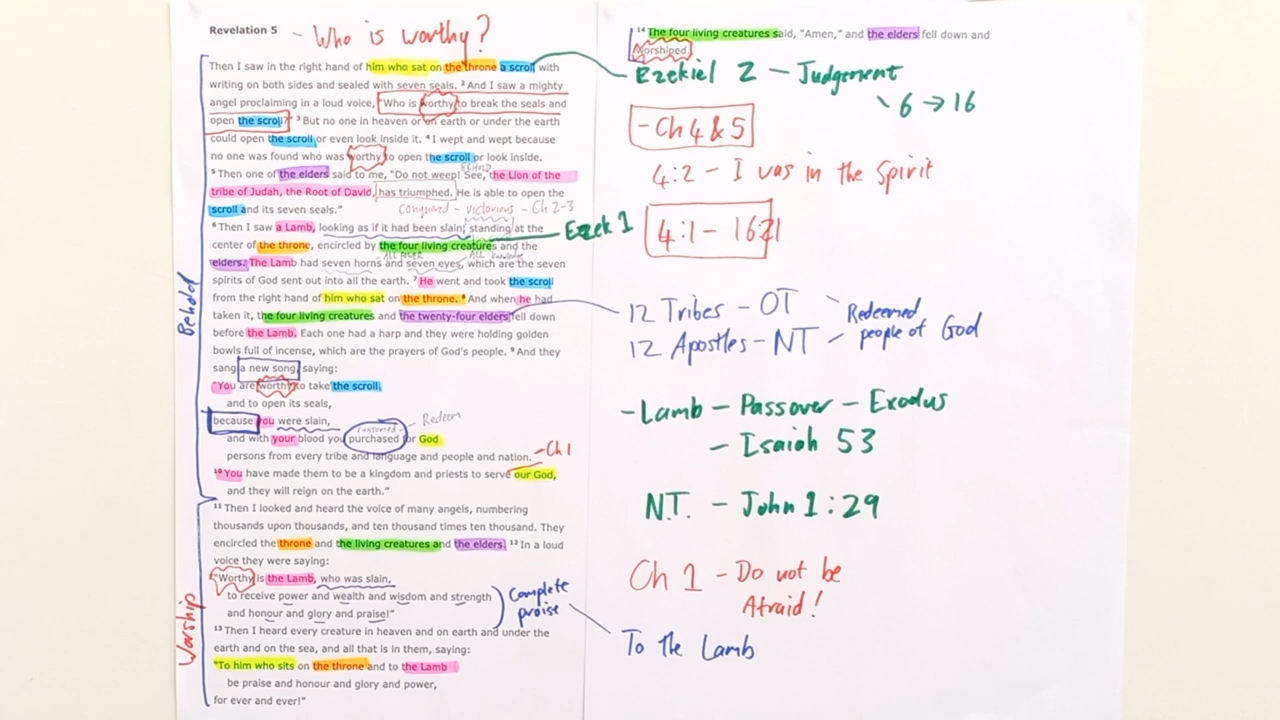 Revelation 5 - Who is worthy?
Then I saw in the right hand of him who sat on the throne a scroll with
writing on both sides and sealed with seven seals. ² And I saw a mighty
angel proclaiming in a loud voice, "Who is worthy to break the seals and
open the scroll?" ³ But no one in heaven or on earth or under the earth
could open the scroll or even look inside it. ⁴ I wept and wept because
no one was found who was worthy to open the scroll or look inside.
BEHOLD
⁵ Then one of the elders said to me, "Do not weep! See, the Lion of the
tribe of Judah, the Root of David, has triumphed. He is able to open the
scroll and its seven seals."
Conquered - victorious - Ch 2-3
⁶ Then I saw a Lamb, looking as if it had been slain, standing at the
center of the throne, encircled by the four living creatures and the
ALL POWER ALL Knowledge
elders. The Lamb had seven horns and seven eyes, which are the seven
spirits of God sent out into all the earth. ⁷ He went and took the scroll
from the right hand of him who sat on the throne. ⁸ And when he had
taken it, the four living creatures and the twenty-four elders fell down
before the Lamb. Each one had a harp and they were holding golden
bowls full of incense, which are the prayers of God's people. ⁹ And they
sang a new song, saying:
"You are worthy to take the scroll
and to open its seals,
because you were slain,
Redeem
and with your blood you purchased for God
persons from every tribe and language and people and nation. - Ch 1
¹⁰ You have made them to be a kingdom and priests to serve our God,
and they will reign on the earth."
¹¹ Then I looked and heard the voice of many angels, numbering
thousands upon thousands, and ten thousand times ten thousand. They
encircled the throne and the living creatures and the elders. ¹² In a loud
voice they were saying:
"Worthy is the Lamb, who was slain,
to receive power and wealth and wisdom and strength
and honour and glory and praise!"
¹³ Then I heard every creature in heaven and on earth and under the
earth and on the sea, and all that is in them, saying:
"To him who sits on the throne and to the Lamb
be praise and honour and glory and power,
for ever and ever!"
Behold
Worship
Complete
praise
¹⁴ The four living creatures said, "Amen," and the elders fell down and
worshiped.
Ezekiel 2 - Judgement
6 → 16
- Ch 4 & 5
4:2 - I was in the Spirit
Ezek 1
4:1 - 16:21
12 Tribes - OT
12 Apostles - NT
Redeemed
people of God
- Lamb - Passover - Exodus
- Isaiah 53
N.T. - John 1:29
Ch 1 - Do not be
Afraid!
To the Lamb